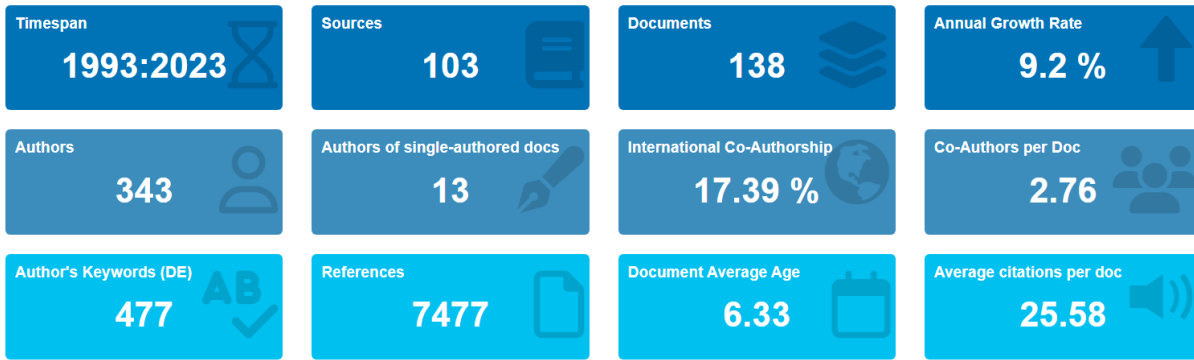 Timespan
1993:2023
Sources
103
Documents
138
Annual Growth Rate
9.2 %
Authors
343
Authors of single-authored docs
13
International Co-Authorship
17.39 %
Co-Authors per Doc
2.76
Author's Keywords (DE)
477
AB
References
7477
Document Average Age
6.33
Average citations per doc
25.58